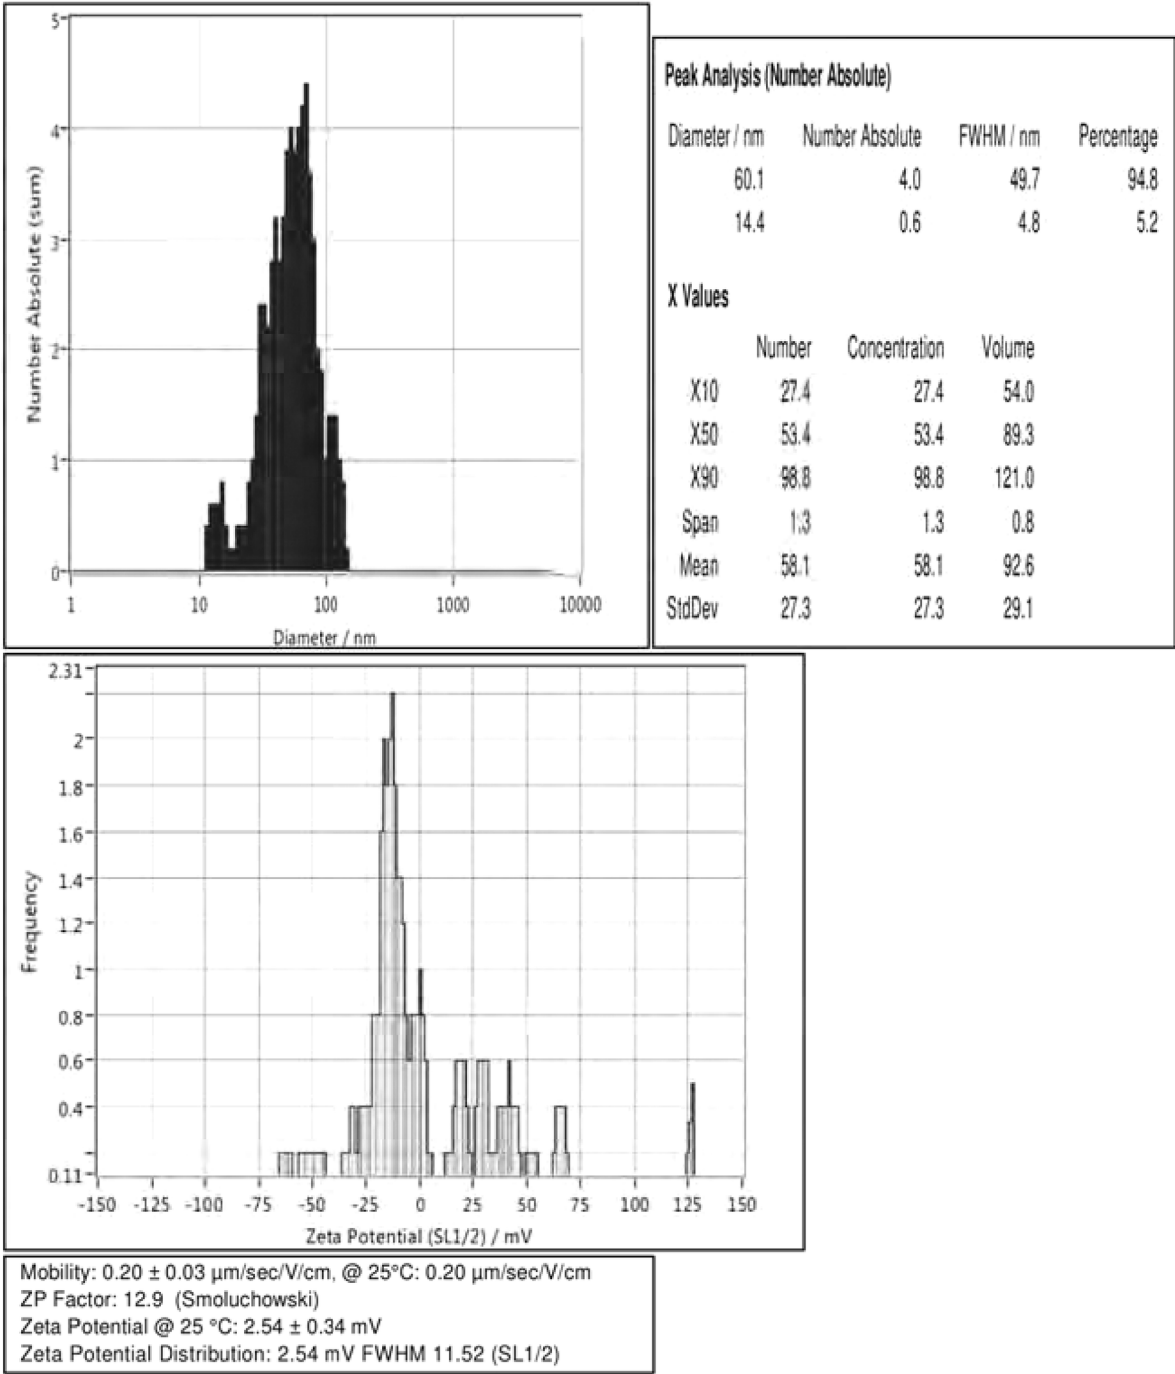 5
4
3
2
1
0
Number Absolute (sum)
1 10 100 1000 10000
Diameter / nm
Peak Analysis (Number Absolute)
Diameter / nm Number Absolute FWHM / nm Percentage
60.1 4.0 49.7 94.8
14.4 0.6 4.8 5.2
X Values
Number Concentration Volume
X10 27.4 27.4 54.0
X50 53.4 53.4 89.3
X90 98.8 98.8 121.0
Span 1.3 1.3 0.8
Mean 58.1 58.1 92.6
StdDev 27.3 27.3 29.1
2.31
2
1.8
1.6
1.4
1.2
1
0.8
0.6
0.4
0.11
Frequency
-150 -125 -100 -75 -50 -25 0 25 50 75 100 125 150
Zeta Potential (SL1/2) / mV
Mobility: 0.20 ± 0.03 µm/sec/V/cm, @ 25°C: 0.20 µm/sec/V/cm
ZP Factor: 12.9 (Smoluchowski)
Zeta Potential @ 25 °C: 2.54 ± 0.34 mV
Zeta Potential Distribution: 2.54 mV FWHM 11.52 (SL1/2)